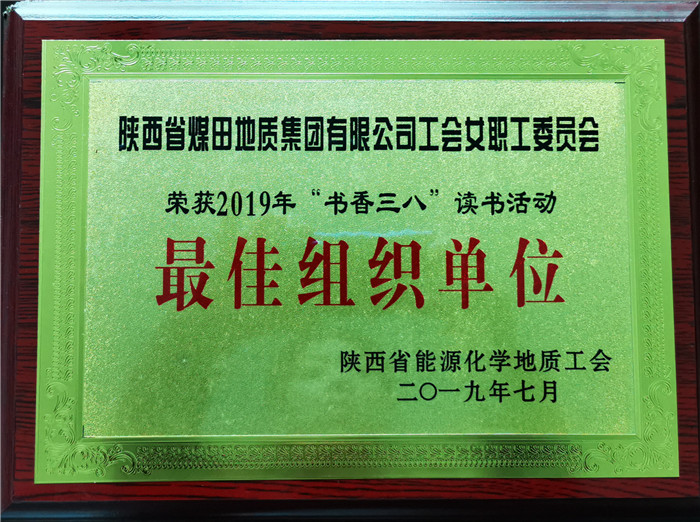 陕西省煤田地质集团有限公司工会女职工委员会
荣获2019年“书香三八”读书活动
最佳组织单位
陕西省能源化学地质工会
二〇一九年七月